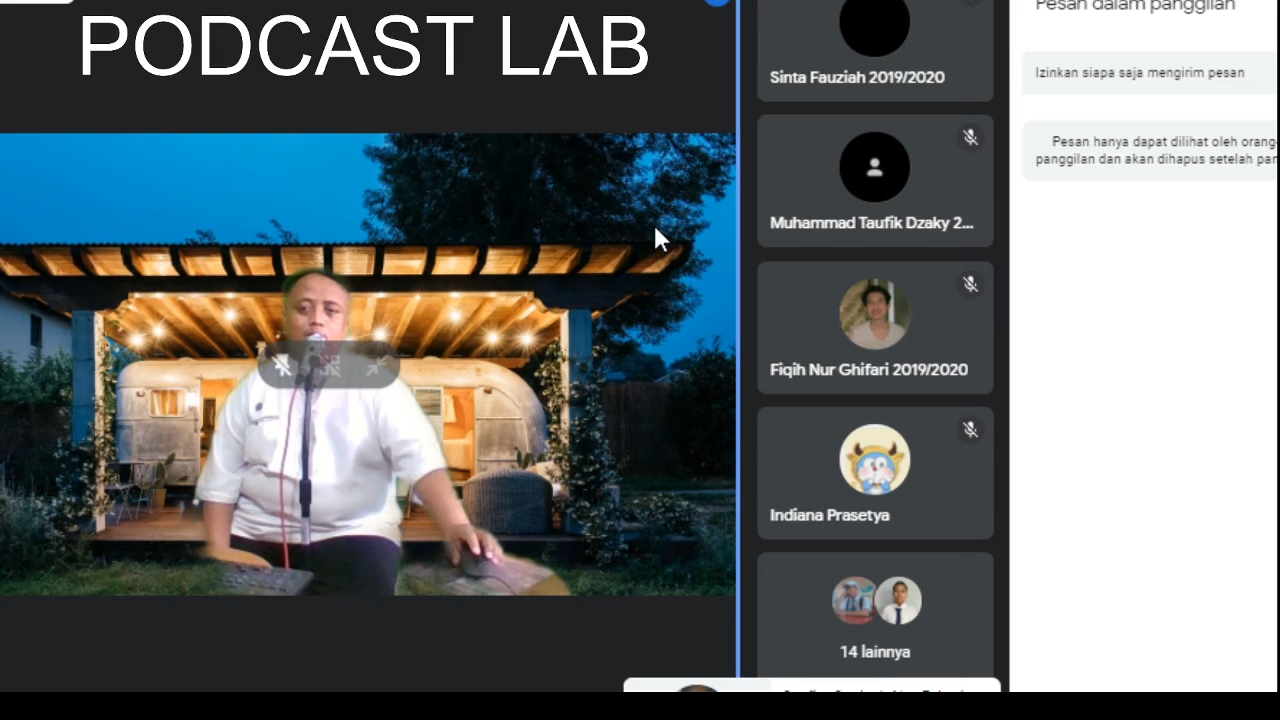 PODCAST LAB
Sinta Fauziah 2019/2020
Muhammad Taufik Dzaky 2...
Fiqih Nur Ghifari 2019/2020
Indiana Prasetya
14 lainnya
Pesan dalam panggilan
Izinkan siapa saja mengirim pesan
Pesan hanya dapat dilihat oleh orang-
panggilan dan akan dihapus setelah pan